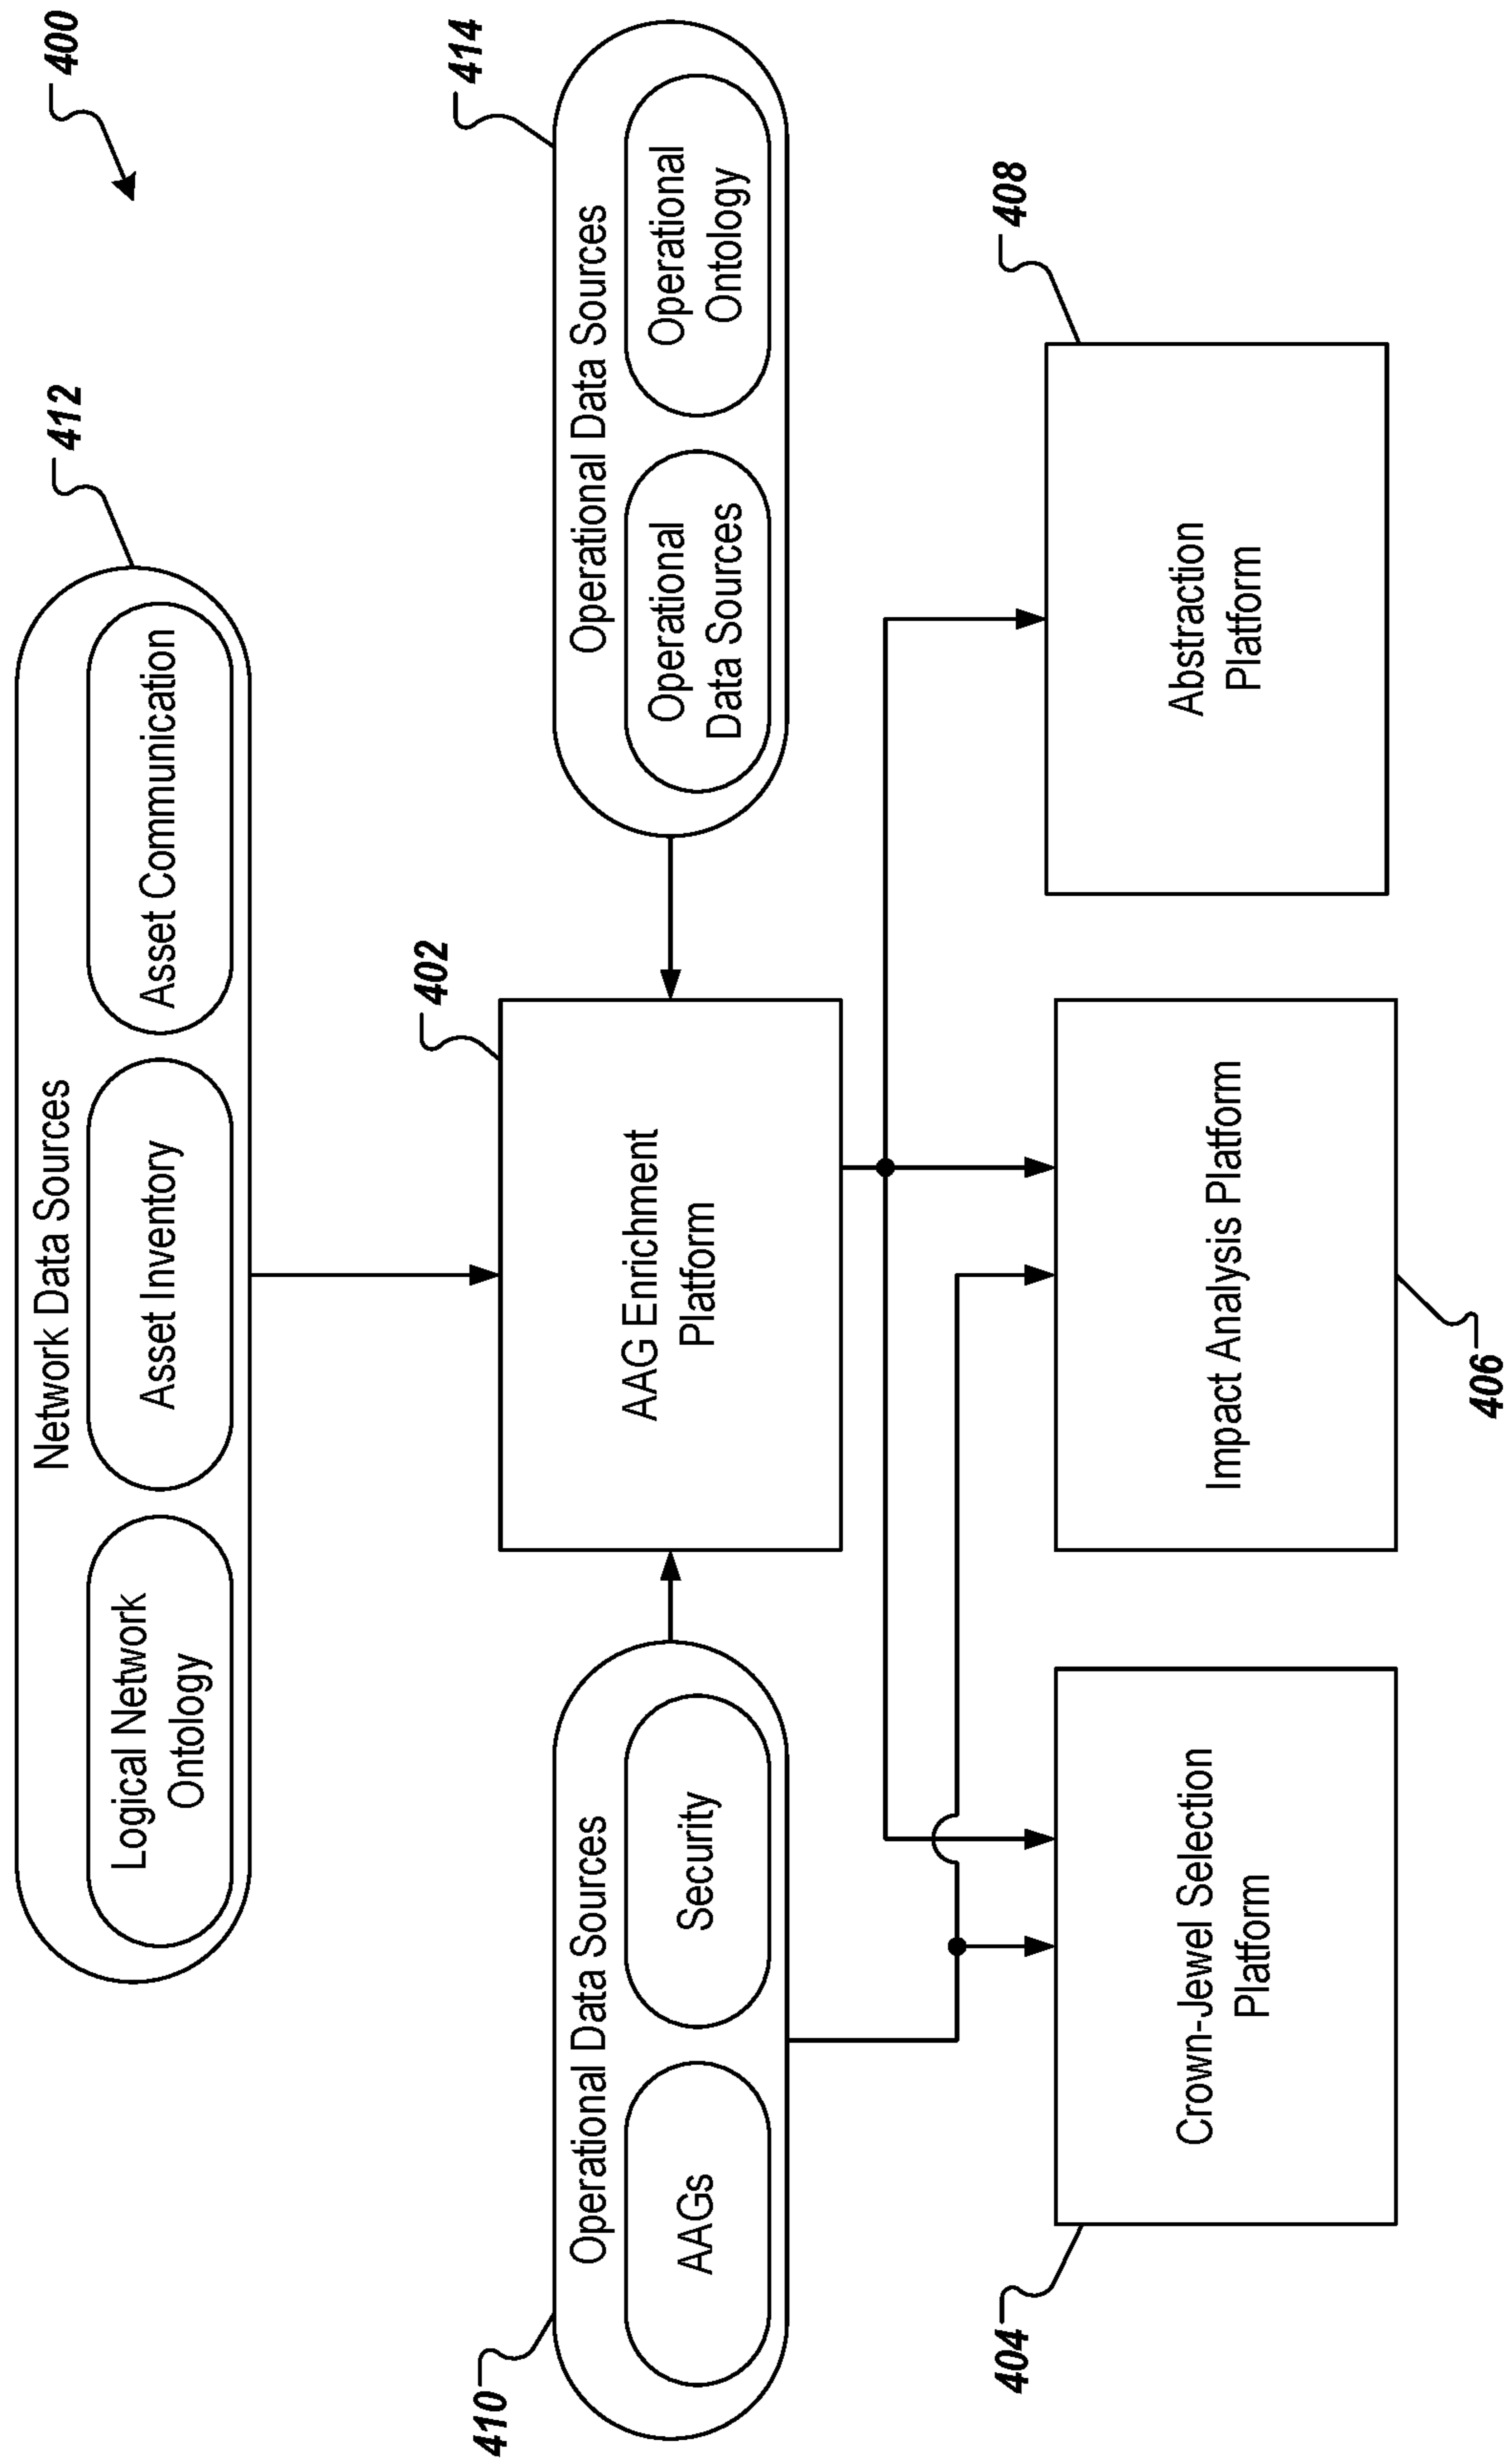 400
412
Network Data Sources
Logical Network
Ontology
Asset Inventory
Asset Communication
402
414
410
Operational Data Sources
AAGs
Security
AAG Enrichment
Platform
Operational Data Sources
Operational
Data Sources
Operational
Ontology
404
408
Crown-Jewel Selection
Platform
Impact Analysis Platform
Abstraction
Platform
406